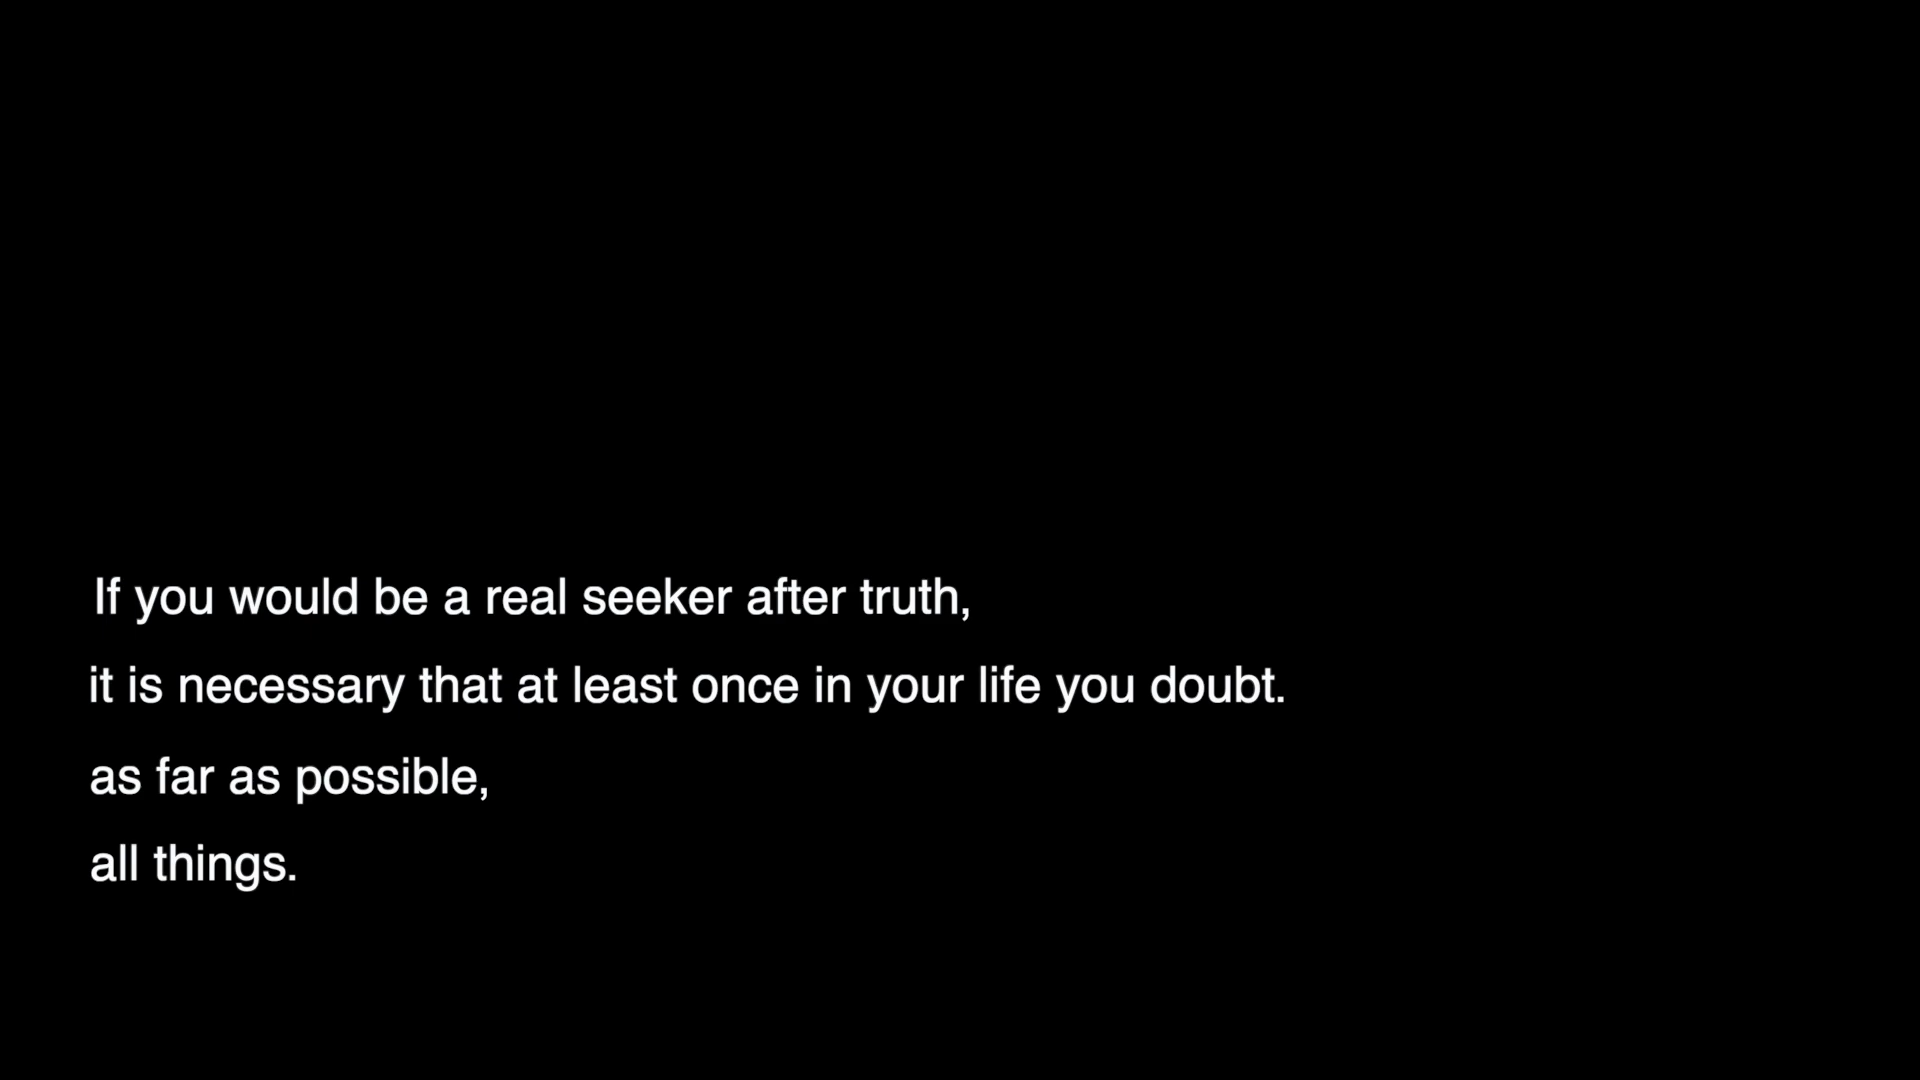 If you would be a real seeker after truth,
it is necessary that at least once in your life you doubt.
as far as possible,
all things.